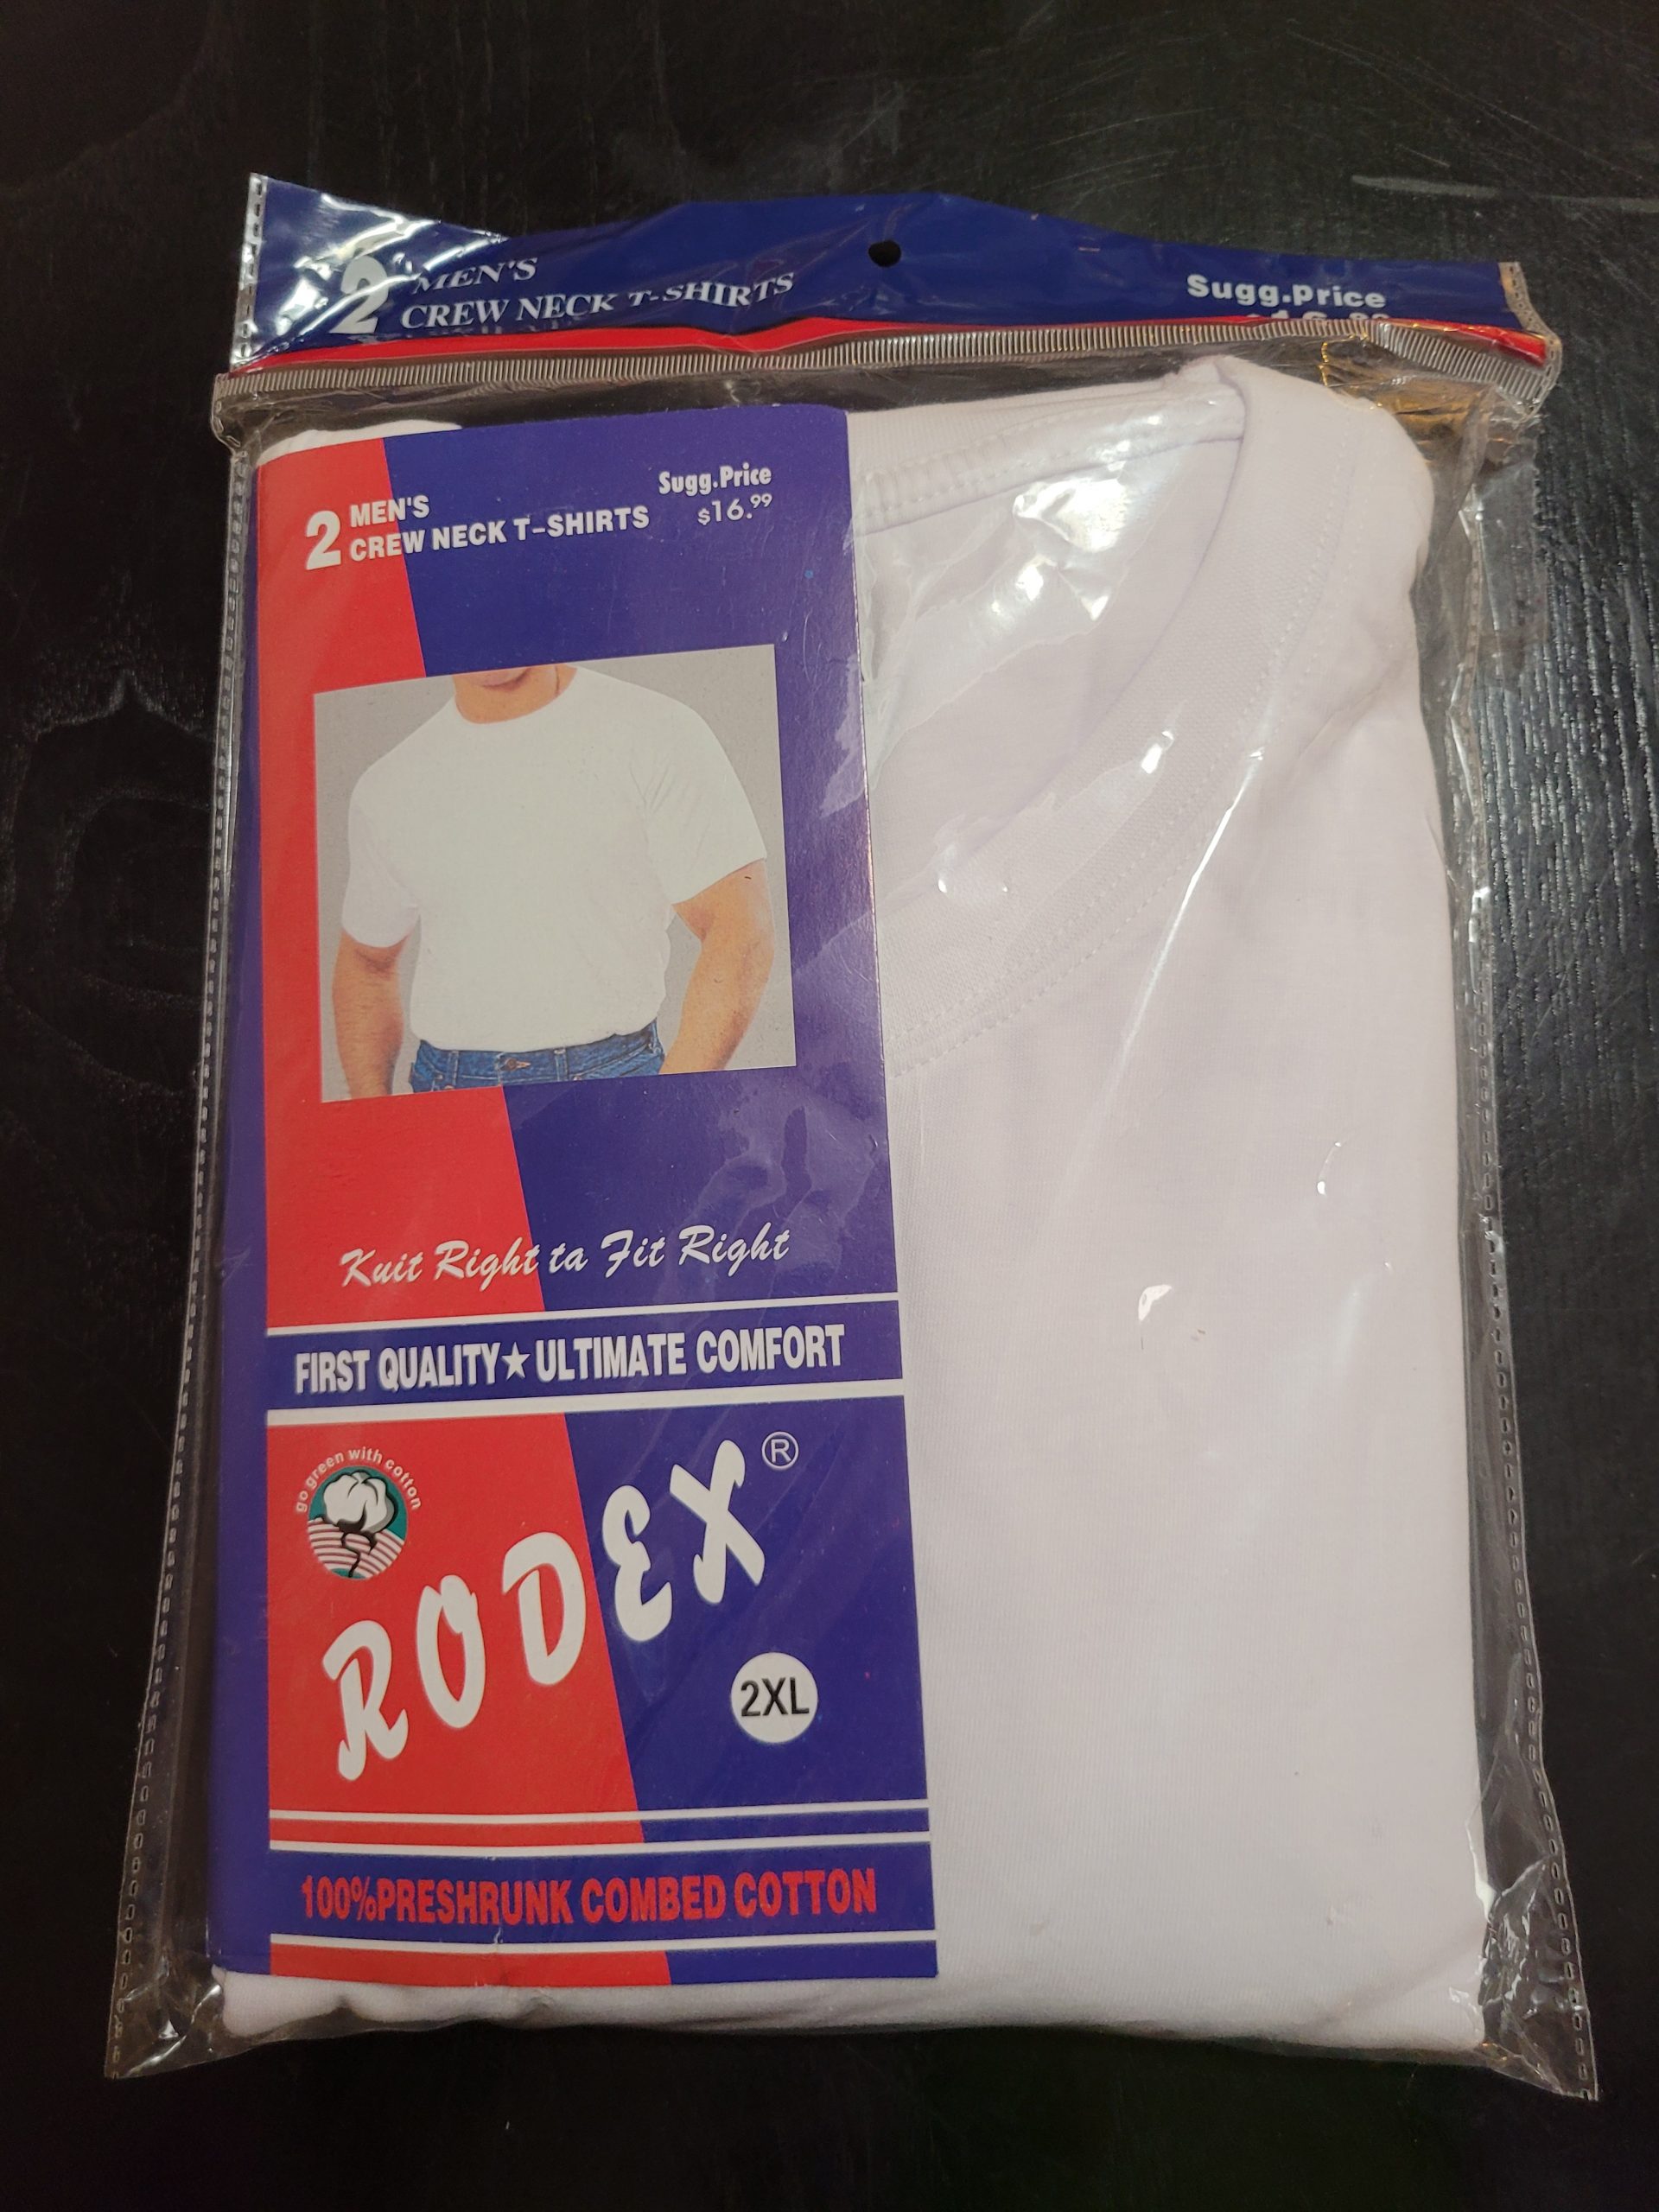 2 MEN'S
CREW NECK T-SHIRTS
Sugg.price
2 MEN'S
CREW NECK T-SHIRTS
Sugg.Price
$16.99
Kuit Right ta Fit Right
FIRST QUALITY★ULTIMATE COMFORT
go green with cotton
RODEX®
2XL
100%PRESHRUNK COMBED COTTON